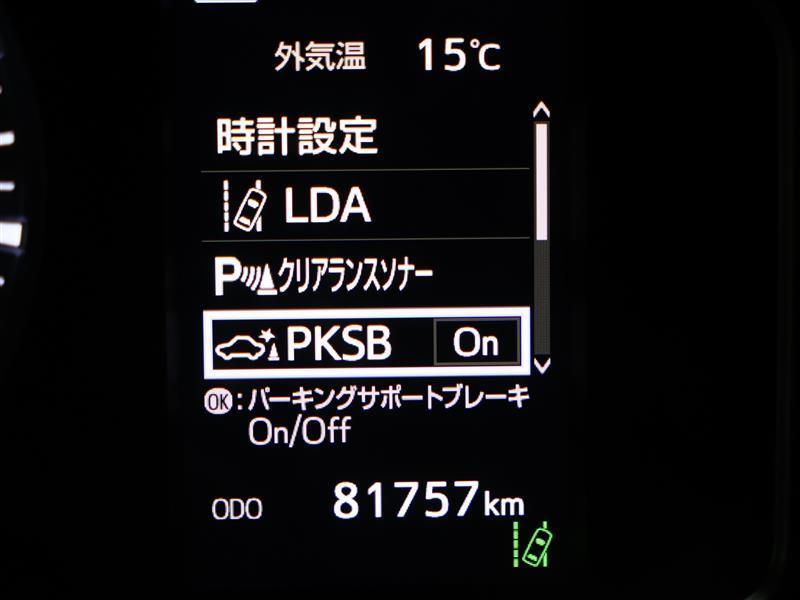 外気温 15℃
時計設定
LDA
Pクリアランスソナー
PKSB On
OK:パーキングサポートブレーキ
On/Off
ODO 81757km